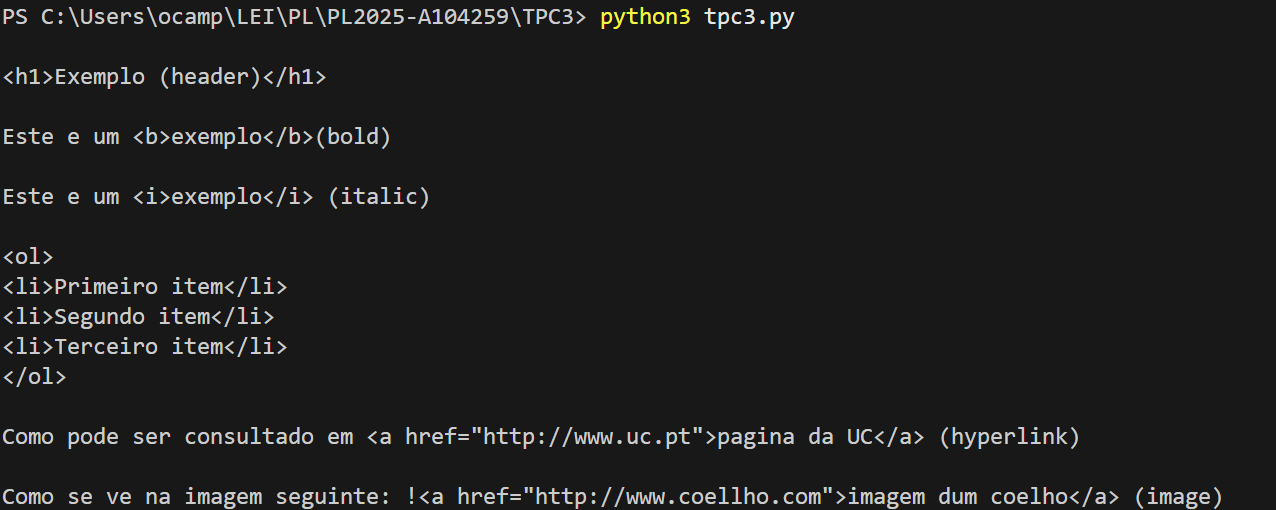 PS C:\Users\ocamp\LEI\PL\PL2025-A104259\TPC3> python3 tpc3.py
<h1>Exemplo (header)</h1>
Este e um <b>exemplo</b>(bold)
Este e um <i>exemplo</i> (italic)
<ol>
<li>Primeiro item</li>
<li>Segundo item</li>
<li>Terceiro item</li>
</ol>
Como pode ser consultado em <a href="http://www.uc.pt">pagina da UC</a> (hyperlink)
Como se ve na imagem seguinte: !<a href="http://www.coellho.com">imagem dum coelho</a> (image)